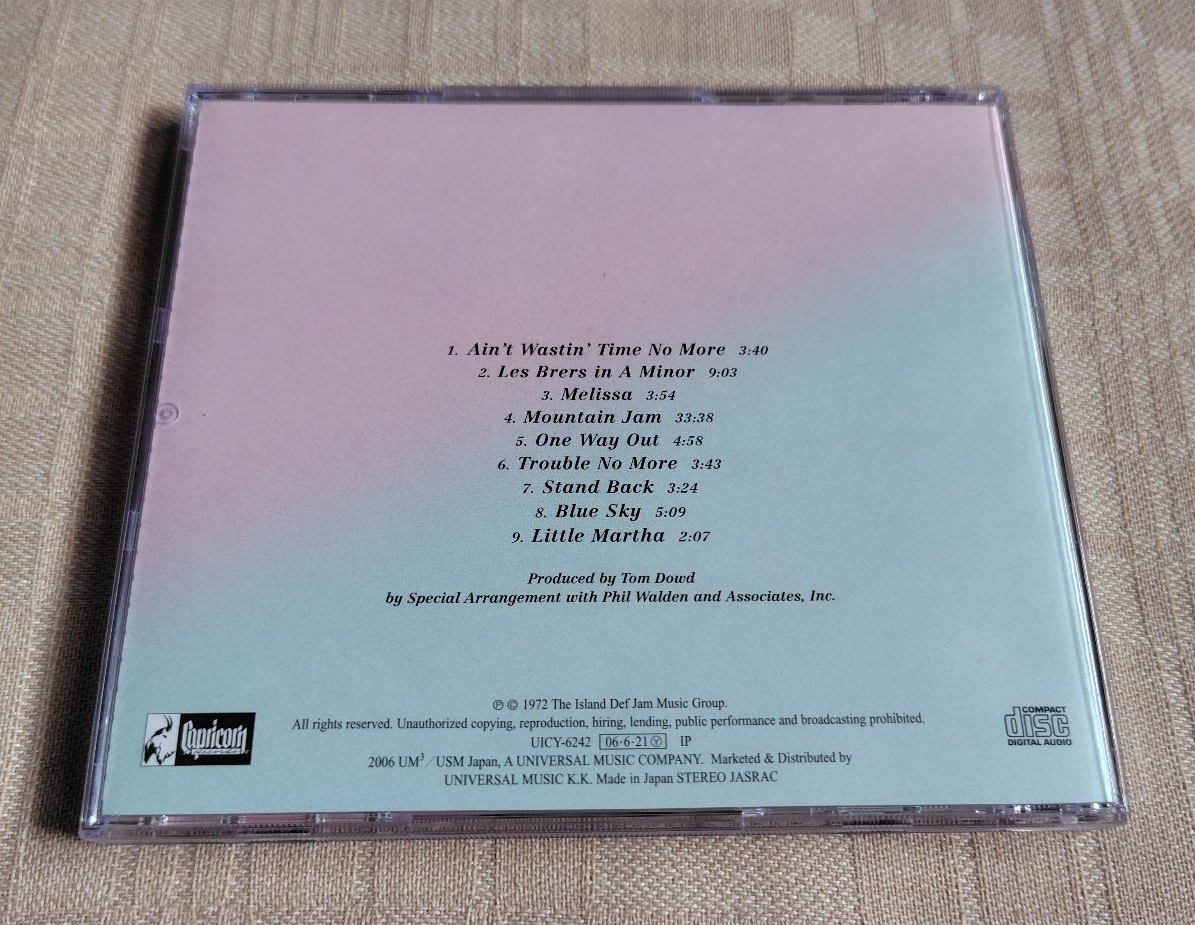 1. Ain't Wastin' Time No More 3:40
2. Les Brers in A Minor 9:03
3. Melissa 3:54
4. Mountain Jam 33:38
5. One Way Out 4:58
6. Trouble No More 3:43
7. Stand Back 3:24
8. Blue Sky 5:09
9. Little Martha 2:07
Produced by Tom Dowd
by Special Arrangement with Phil Walden and Associates, Inc.
℗ © 1972 The Island Def Jam Music Group.
All rights reserved. Unauthorized copying, reproduction, hiring, lending, public performance and broadcasting prohibited.
UICY-6242 06·6·21Ⓨ IP
2006 UM³／USM Japan, A UNIVERSAL MUSIC COMPANY. Marketed & Distributed by
UNIVERSAL MUSIC K.K. Made in Japan STEREO JASRAC
Capricorn
Records
COMPACT
disc
DIGITAL AUDIO